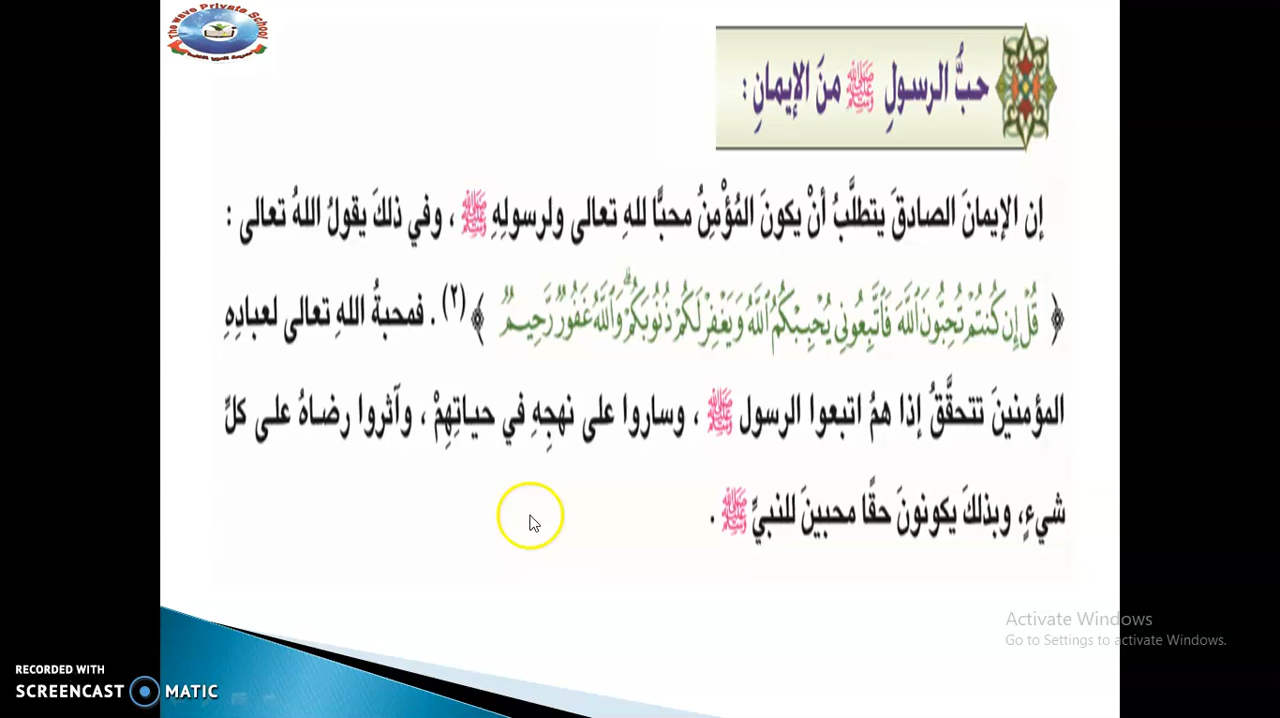 The wave Private School
حبُّ الرسولِ ﷺ منَ الإيمانِ :
إن الإيمانَ الصادقَ يتطلَّبُ أنْ يكونَ المُؤْمِنُ محبًّا للهِ تعالى ولرسولِهِ ﷺ ، وفي ذلكَ يقولُ اللهُ تعالى :
﴿ قُلْ إِن كُنتُمْ تُحِبُّونَ ٱللَّهَ فَٱتَّبِعُونِى يُحْبِبْكُمُ ٱللَّهُ وَيَغْفِرْ لَكُمْ ذُنُوبَكُمْ ۗ وَٱللَّهُ غَفُورٌ رَّحِيمٌ ﴾ (٢) . فمحبةُ اللهِ تعالى لعبادِهِ
المؤمنينَ تتحقَّقُ إذا همُ اتبعوا الرسول ﷺ ، وساروا على نهجِهِ في حياتِهِمْ ، وآثروا رضاهُ على كلِّ
شيءٍ، وبذلكَ يكونونَ حقًا محبينَ للنبيِّ ﷺ .
Activate Windows
Go to Settings to activate Windows.
RECORDED WITH
SCREENCAST MATIC